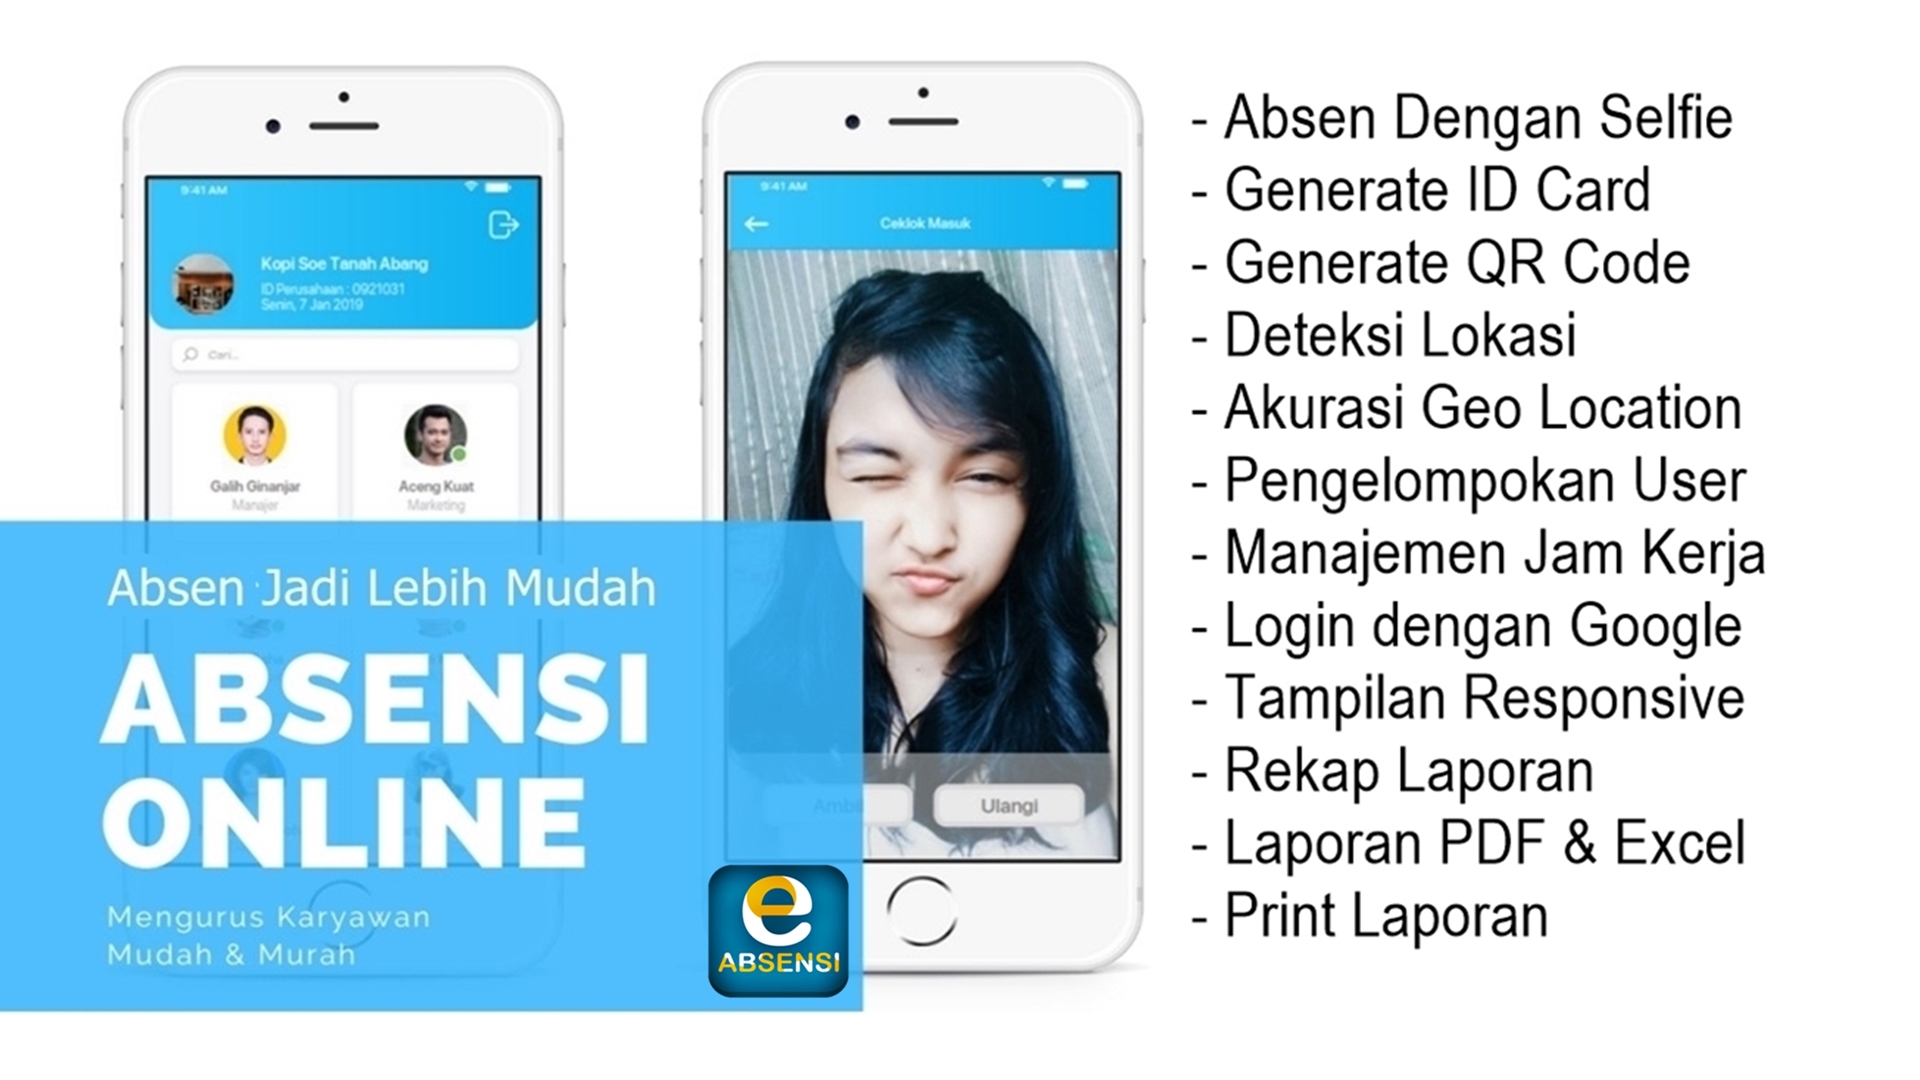 9:41 AM
Kopi Soe Tanah Abang
ID Perusahaan : 0921031
Senin, 7 Jan 2019
Cari...
Galih Ginanjar
Manajer
Aceng Kuat
Marketing
Absen Jadi Lebih Mudah
ABSENSI
ONLINE
Mengurus Karyawan
Mudah & Murah
9:41 AM
Ceklok Masuk
Ulangi
e
ABSENSI
- Absen Dengan Selfie
- Generate ID Card
- Generate QR Code
- Deteksi Lokasi
- Akurasi Geo Location
- Pengelompokan User
- Manajemen Jam Kerja
- Login dengan Google
- Tampilan Responsive
- Rekap Laporan
- Laporan PDF & Excel
- Print Laporan